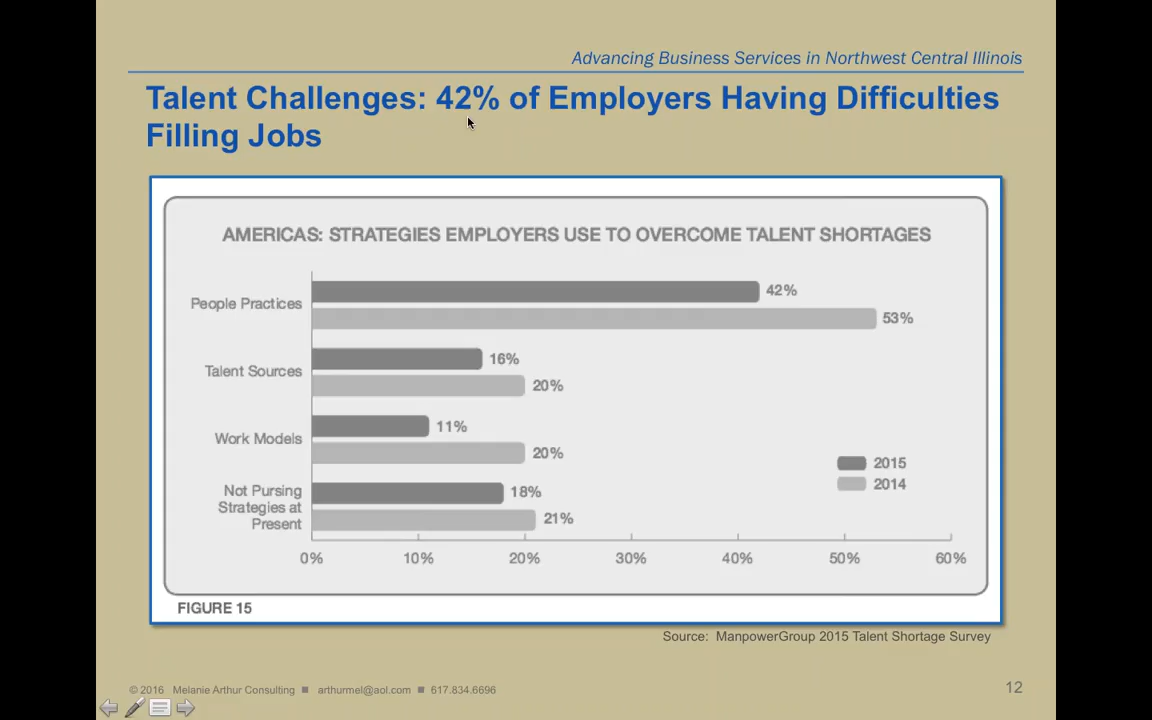 Advancing Business Services in Northwest Central Illinois
Talent Challenges: 42% of Employers Having Difficulties
Filling Jobs
AMERICAS: STRATEGIES EMPLOYERS USE TO OVERCOME TALENT SHORTAGES
People Practices
42%
53%
Talent Sources
16%
20%
Work Models
11%
20%
Not Pursing
Strategies at
Present
18%
21%
2015
2014
0% 10% 20% 30% 40% 50% 60%
FIGURE 15
Source: ManpowerGroup 2015 Talent Shortage Survey
© 2016 Melanie Arthur Consulting ■ arthurmel@aol.com ■ 617.834.6696
12